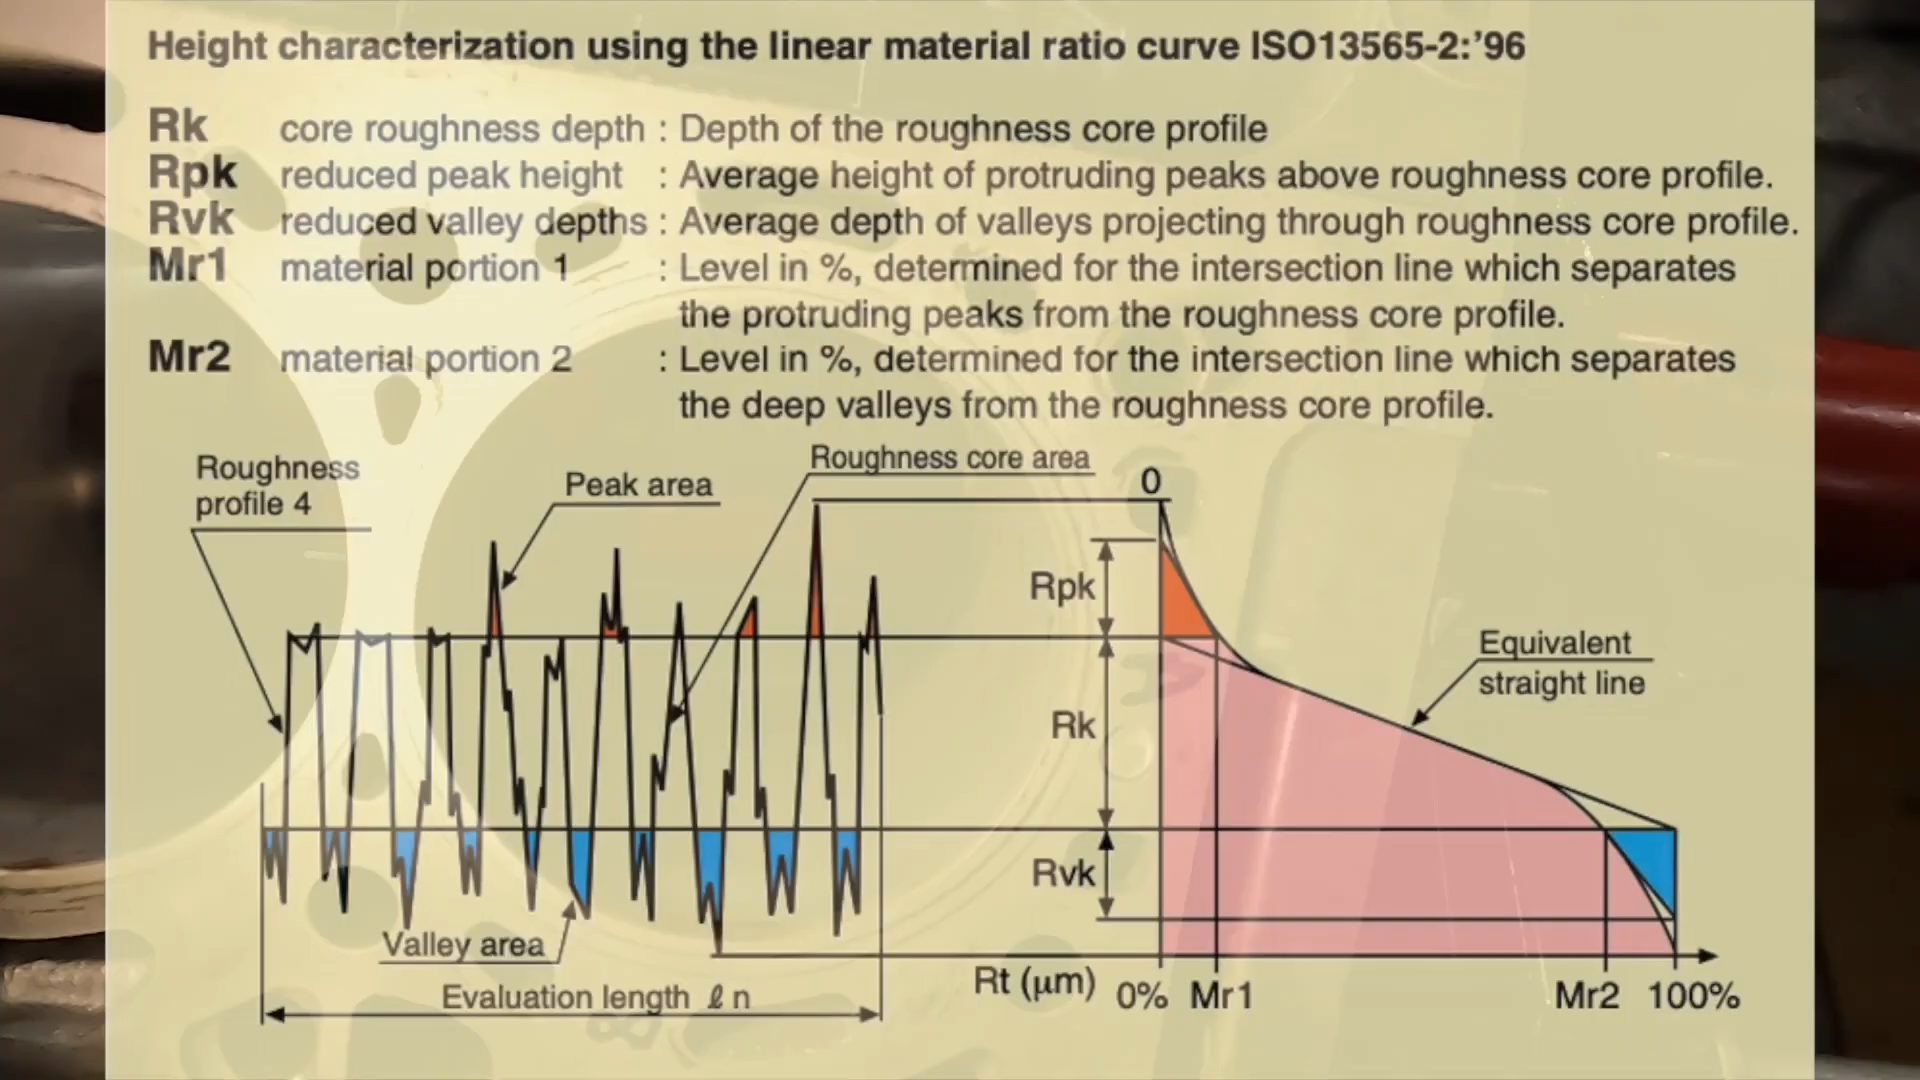 Height characterization using the linear material ratio curve ISO13565-2:'96
Rk core roughness depth : Depth of the roughness core profile
Rpk reduced peak height : Average height of protruding peaks above roughness core profile.
Rvk reduced valley depths : Average depth of valleys projecting through roughness core profile.
Mr1 material portion 1 : Level in %, determined for the intersection line which separates
the protruding peaks from the roughness core profile.
Mr2 material portion 2 : Level in %, determined for the intersection line which separates
the deep valleys from the roughness core profile.
Roughness
profile 4
Peak area
Roughness core area
0
Rpk
Rk
Rvk
Equivalent
straight line
Valley area
Evaluation length ℓ n
Rt (μm)
0% Mr1 Mr2 100%